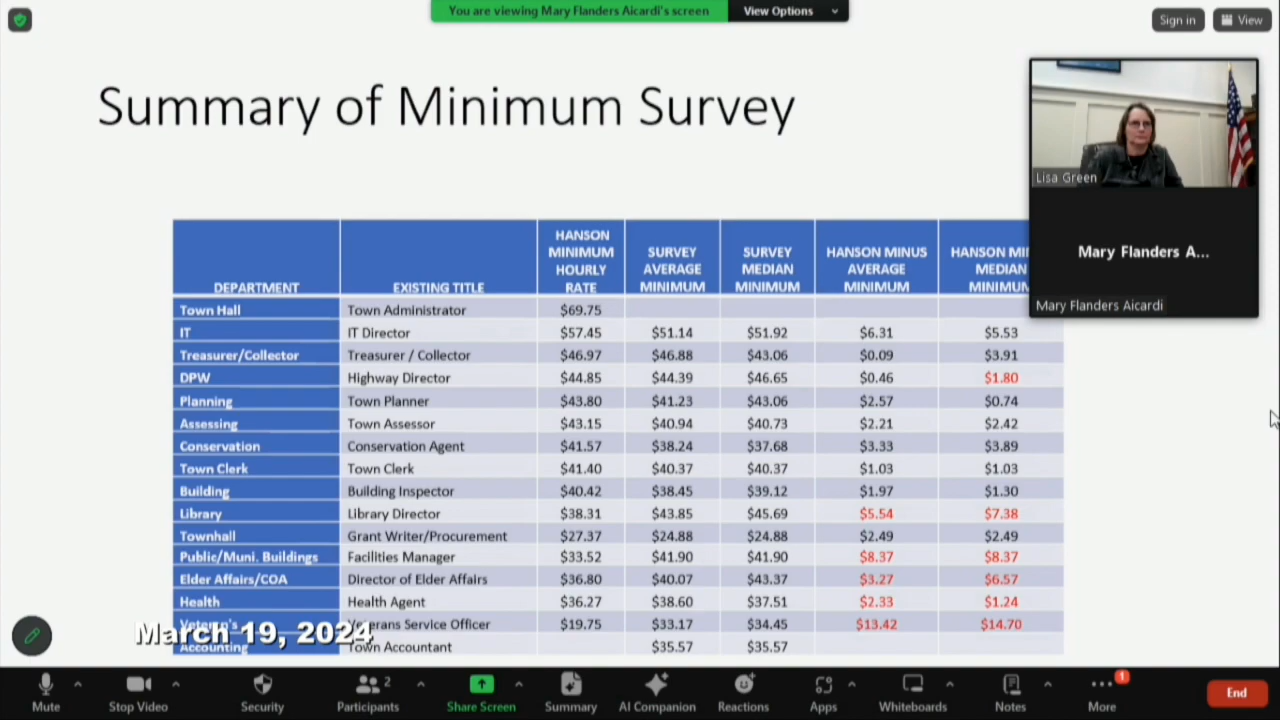 You are viewing Mary Flanders Aicardi's screen View Options
Sign in View
Summary of Minimum Survey
Lisa Green
Mary Flanders A...
Mary Flanders Aicardi
DEPARTMENT EXISTING TITLE HANSON MINIMUM HOURLY RATE SURVEY AVERAGE MINIMUM SURVEY MEDIAN MINIMUM HANSON MINUS AVERAGE MINIMUM HANSON MI MEDIAN MINIMUM
Town Hall Town Administrator $69.75
IT IT Director $57.45 $51.14 $51.92 $6.31 $5.53
Treasurer/Collector Treasurer / Collector $46.97 $46.88 $43.06 $0.09 $3.91
DPW Highway Director $44.85 $44.39 $46.65 $0.46 $1.80
Planning Town Planner $43.80 $41.23 $43.06 $2.57 $0.74
Assessing Town Assessor $43.15 $40.94 $40.73 $2.21 $2.42
Conservation Conservation Agent $41.57 $38.24 $37.68 $3.33 $3.89
Town Clerk Town Clerk $41.40 $40.37 $40.37 $1.03 $1.03
Building Building Inspector $40.42 $38.45 $39.12 $1.97 $1.30
Library Library Director $38.31 $43.85 $45.69 $5.54 $7.38
Townhall Grant Writer/Procurement $27.37 $24.88 $24.88 $2.49 $2.49
Public/Muni. Buildings Facilities Manager $33.52 $41.90 $41.90 $8.37 $8.37
Elder Affairs/COA Director of Elder Affairs $36.80 $40.07 $43.37 $3.27 $6.57
Health Health Agent $36.27 $38.60 $37.51 $2.33 $1.24
Veteran's Veterans Service Officer $19.75 $33.17 $34.45 $13.42 $14.70
March 19, 2024
Accounting Town Accountant $35.57 $35.57
Mute Stop Video Security Participants 2 Share Screen Summary AI Companion Reactions Apps Whiteboards Notes More 1 End